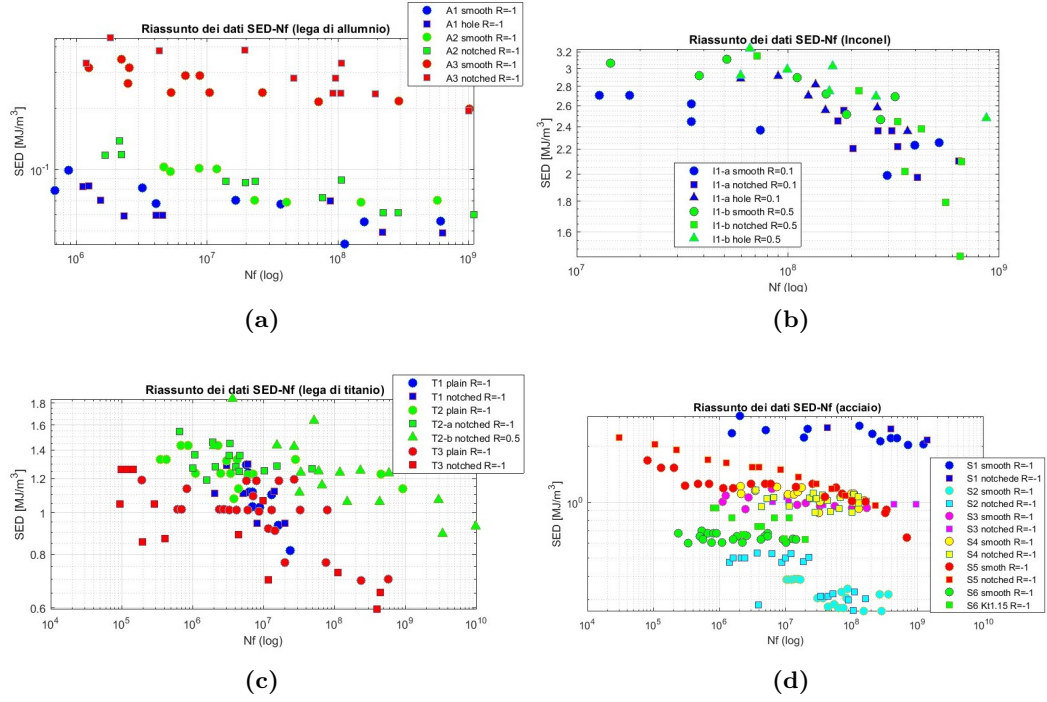 Riassunto dei dati SED-Nf (lega di allumnio)
A1 smooth R=-1
A1 hole R=-1
A2 smooth R=-1
A2 notched R=-1
A3 smooth R=-1
A3 notched R=-1
SED [MJ/m³]
10⁻¹
10⁶
10⁷
10⁸
10⁹
Nf (log)
(a)
Riassunto dei dati SED-Nf (Inconel)
SED [MJ/m³]
3.2
3
2.8
2.6
2.4
2.2
2
1.8
1.6
I1-a smooth R=0.1
I1-a notched R=0.1
I1-a hole R=0.1
I1-b smooth R=0.5
I1-b notched R=0.5
I1-b hole R=0.5
10⁷
10⁸
10⁹
Nf (log)
(b)
Riassunto dei dati SED-Nf (lega di titanio)
T1 plain R=-1
T1 notched R=-1
T2 plain R=-1
T2-a notched R=-1
T2-b notched R=0.5
T3 plain R=-1
T3 notched R=-1
SED [MJ/m³]
1.8
1.6
1.4
1.2
1
0.8
0.6
10⁴
10⁵
10⁶
10⁷
10⁸
10⁹
10¹⁰
Nf (log)
(c)
Riassunto dei dati SED-Nf (acciaio)
SED [MJ/m³]
10⁰
S1 smooth R=-1
S1 notchede R=-1
S2 smooth R=-1
S2 notched R=-1
S3 smooth R=-1
S3 notched R=-1
S4 smooth R=-1
S4 notched R=-1
S5 smoth R=-1
S5 notched R=-1
S6 smooth R=-1
S6 Kt1.15 R=-1
10⁴
10⁵
10⁶
10⁷
10⁸
10⁹
10¹⁰
Nf (log)
(d)